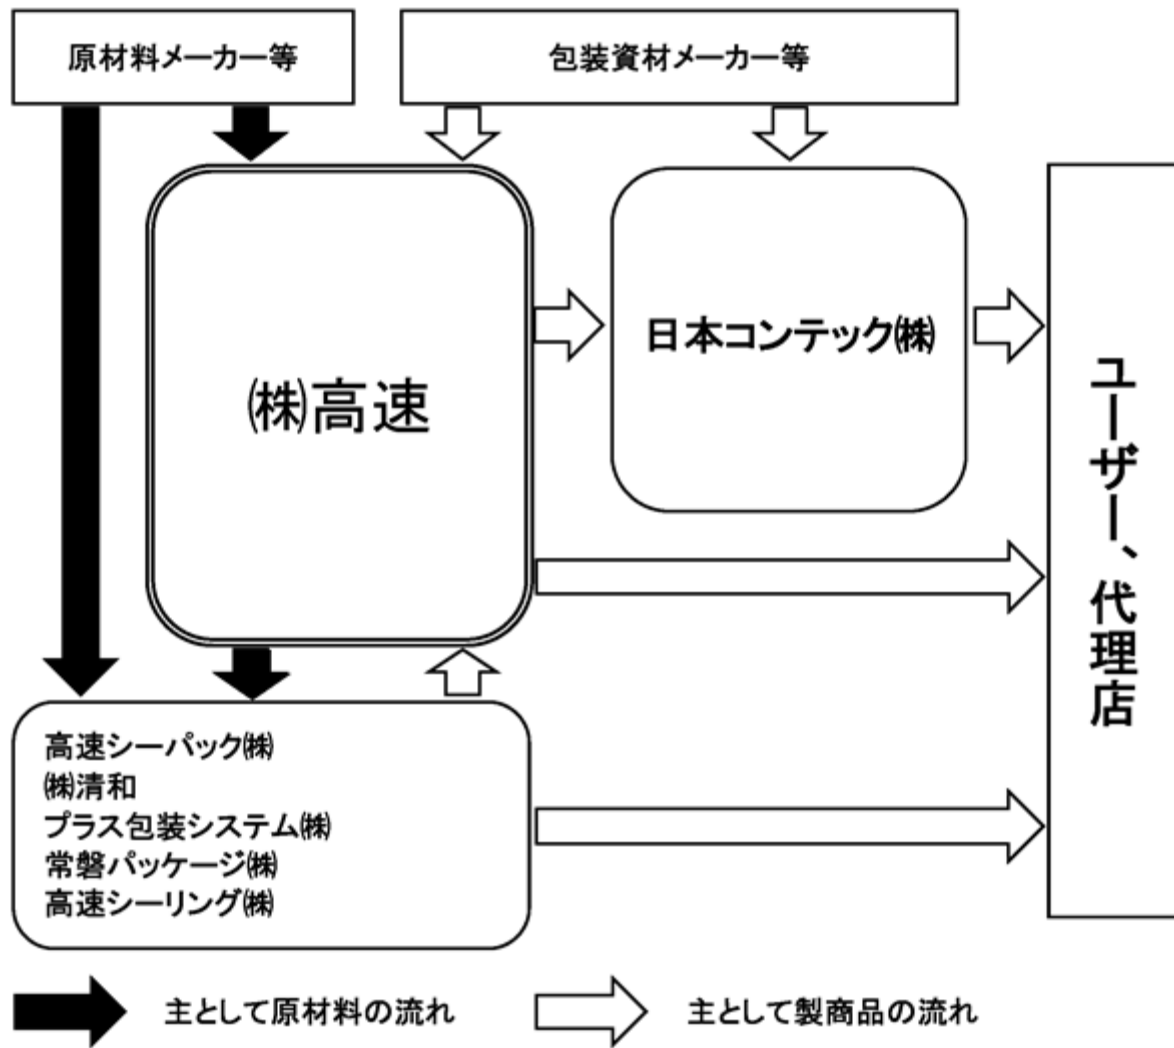 原材料メーカー等
包装資材メーカー等
㈱高速
日本コンテック㈱
ユーザー、代理店
高速シーパック㈱
㈱清和
プラス包装システム㈱
常磐パッケージ㈱
高速シーリング㈱
主として原材料の流れ
主として製商品の流れ